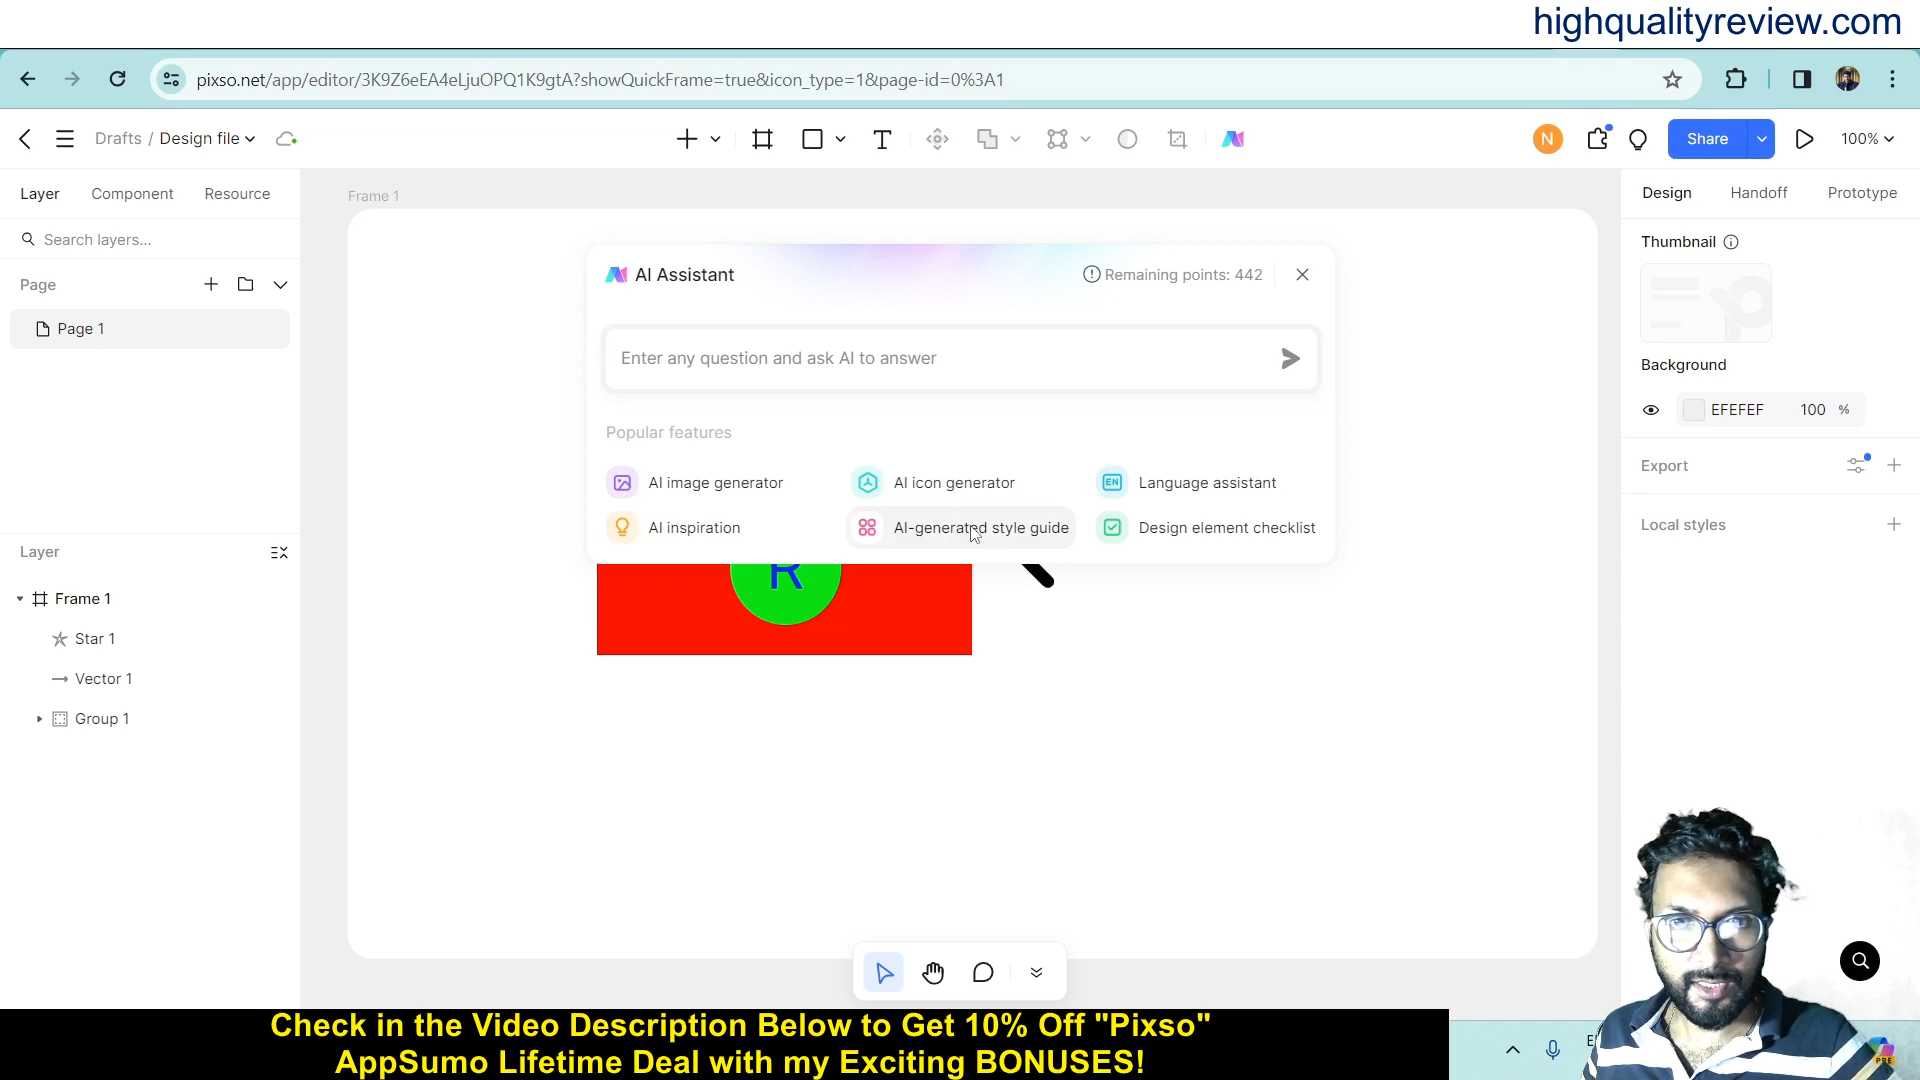 highqualityreview.com
pixso.net/app/editor/3K9Z6eEA4eLjuOPQ1K9gtA?showQuickFrame=true&icon_type=1&page-id=0%3A1
Drafts / Design file
T
N
Share
100%
Layer Component Resource
Frame 1
Design Handoff Prototype
Search layers...
Thumbnail
Page
AI Assistant
Remaining points: 442
Page 1
Enter any question and ask AI to answer
Background
EFEFEF 100 %
Popular features
Export
AI image generator
AI icon generator
EN Language assistant
AI inspiration
AI-generated style guide
Design element checklist
Local styles
Layer
R
Frame 1
Star 1
Vector 1
Group 1
Check in the Video Description Below to Get 10% Off "Pixso"
AppSumo Lifetime Deal with my Exciting BONUSES!
PRE